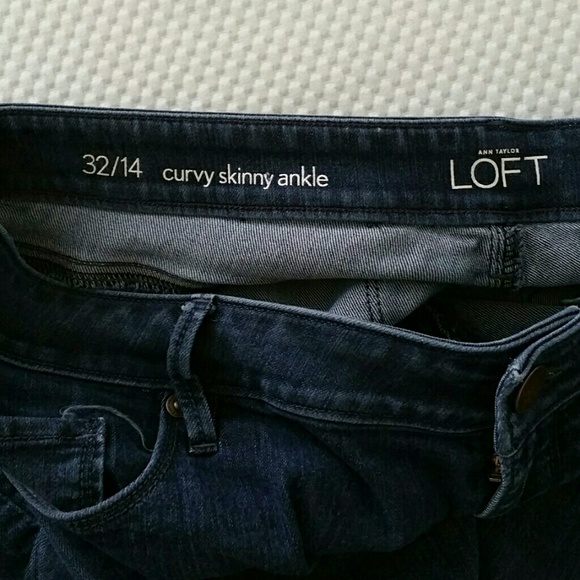 32/14 curvy skinny ankle
ANN TAYLOR
LOFT